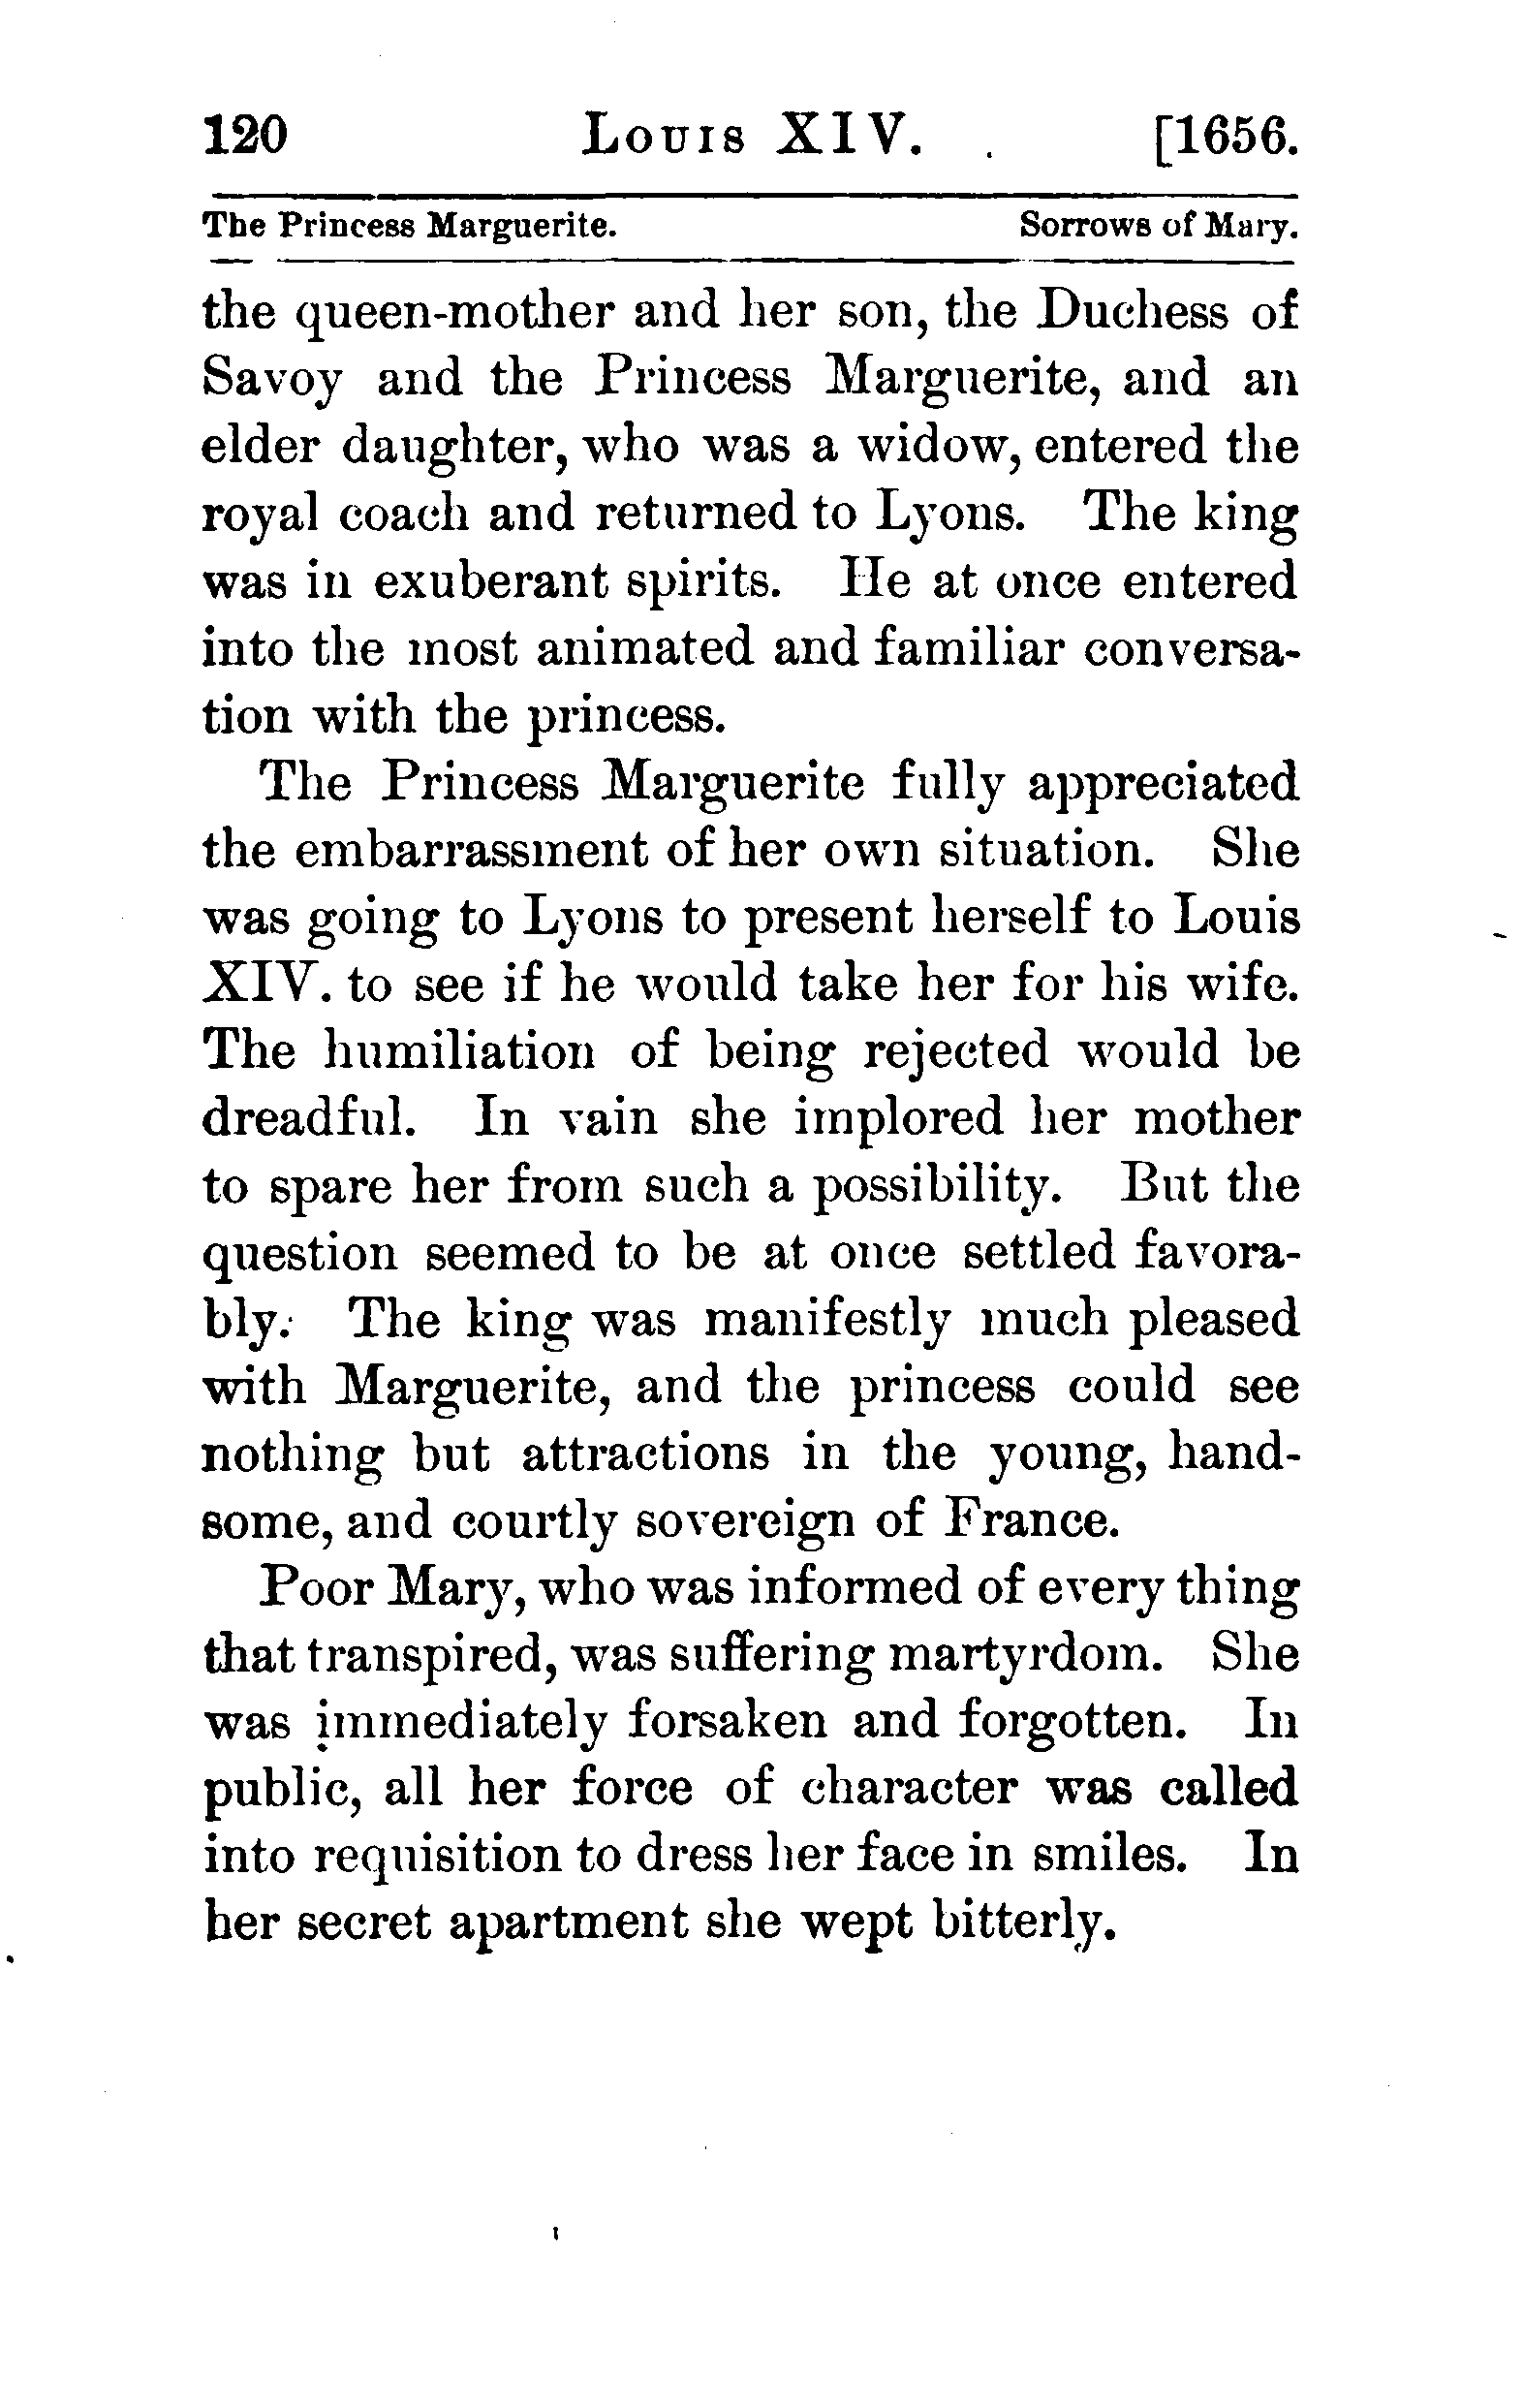 120 Louis XIV. [1656.
The Princess Marguerite. Sorrows of Mary.
the queen-mother and her son, the Duchess of
Savoy and the Princess Marguerite, and an
elder daughter, who was a widow, entered the
royal coach and returned to Lyons. The king
was in exuberant spirits. He at once entered
into the most animated and familiar conversa-
tion with the princess.
The Princess Marguerite fully appreciated
the embarrassment of her own situation. She
was going to Lyons to present herself to Louis
XIV. to see if he would take her for his wife.
The humiliation of being rejected would be
dreadful. In vain she implored her mother
to spare her from such a possibility. But the
question seemed to be at once settled favora-
bly. The king was manifestly much pleased
with Marguerite, and the princess could see
nothing but attractions in the young, hand-
some, and courtly sovereign of France.
Poor Mary, who was informed of every thing
that transpired, was suffering martyrdom. She
was immediately forsaken and forgotten. In
public, all her force of character was called
into requisition to dress her face in smiles. In
her secret apartment she wept bitterly.